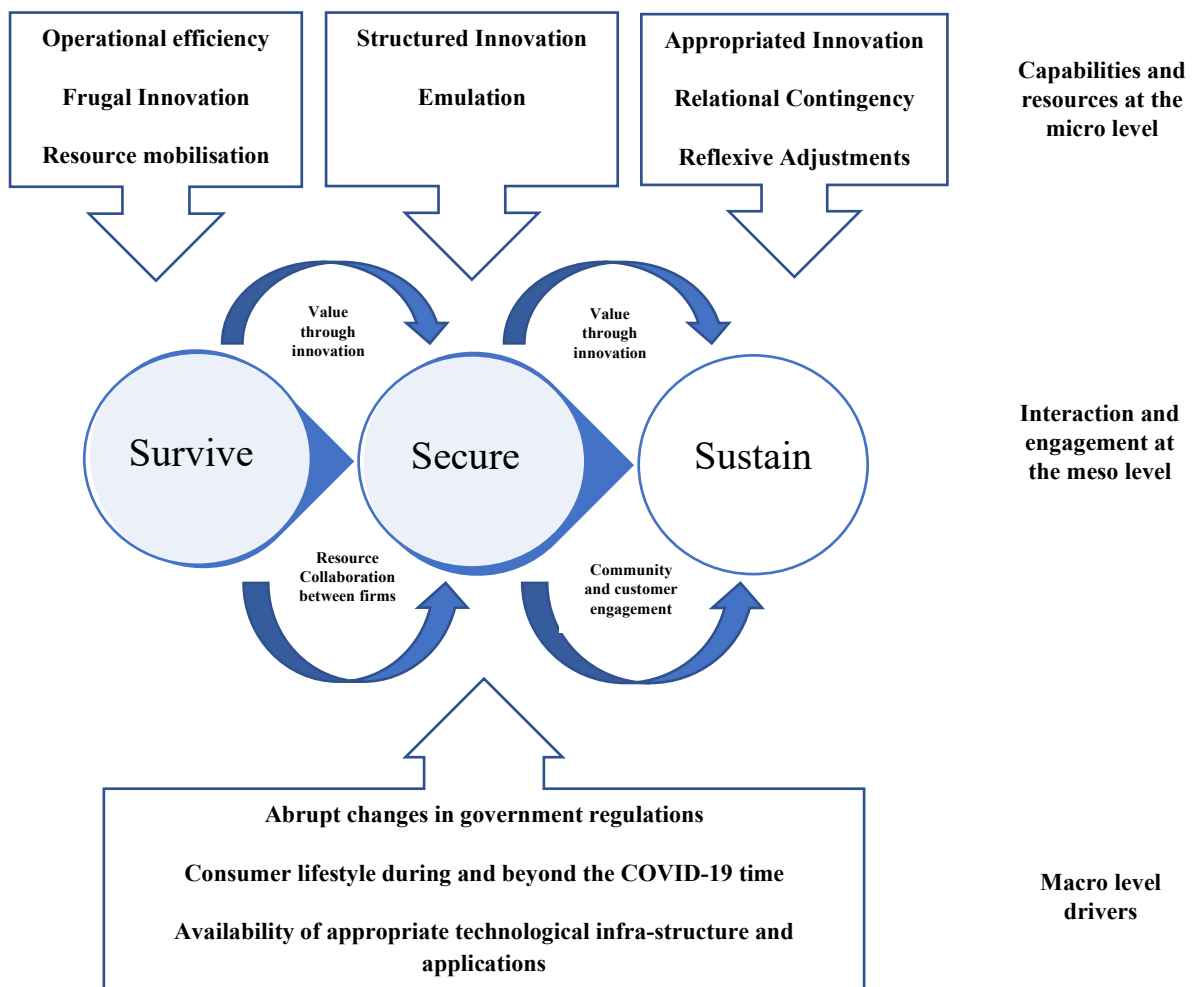 Operational efficiency
Frugal Innovation
Resource mobilisation
Structured Innovation
Emulation
Appropriated Innovation
Relational Contingency
Reflexive Adjustments
Capabilities and
resources at the
micro level
Value
through
innovation
Value
through
innovation
Survive
Secure
Sustain
Interaction and
engagement at
the meso level
Resource
Collaboration
between firms
Community
and customer
engagement
Abrupt changes in government regulations
Consumer lifestyle during and beyond the COVID-19 time
Availability of appropriate technological infra-structure and
applications
Macro level
drivers